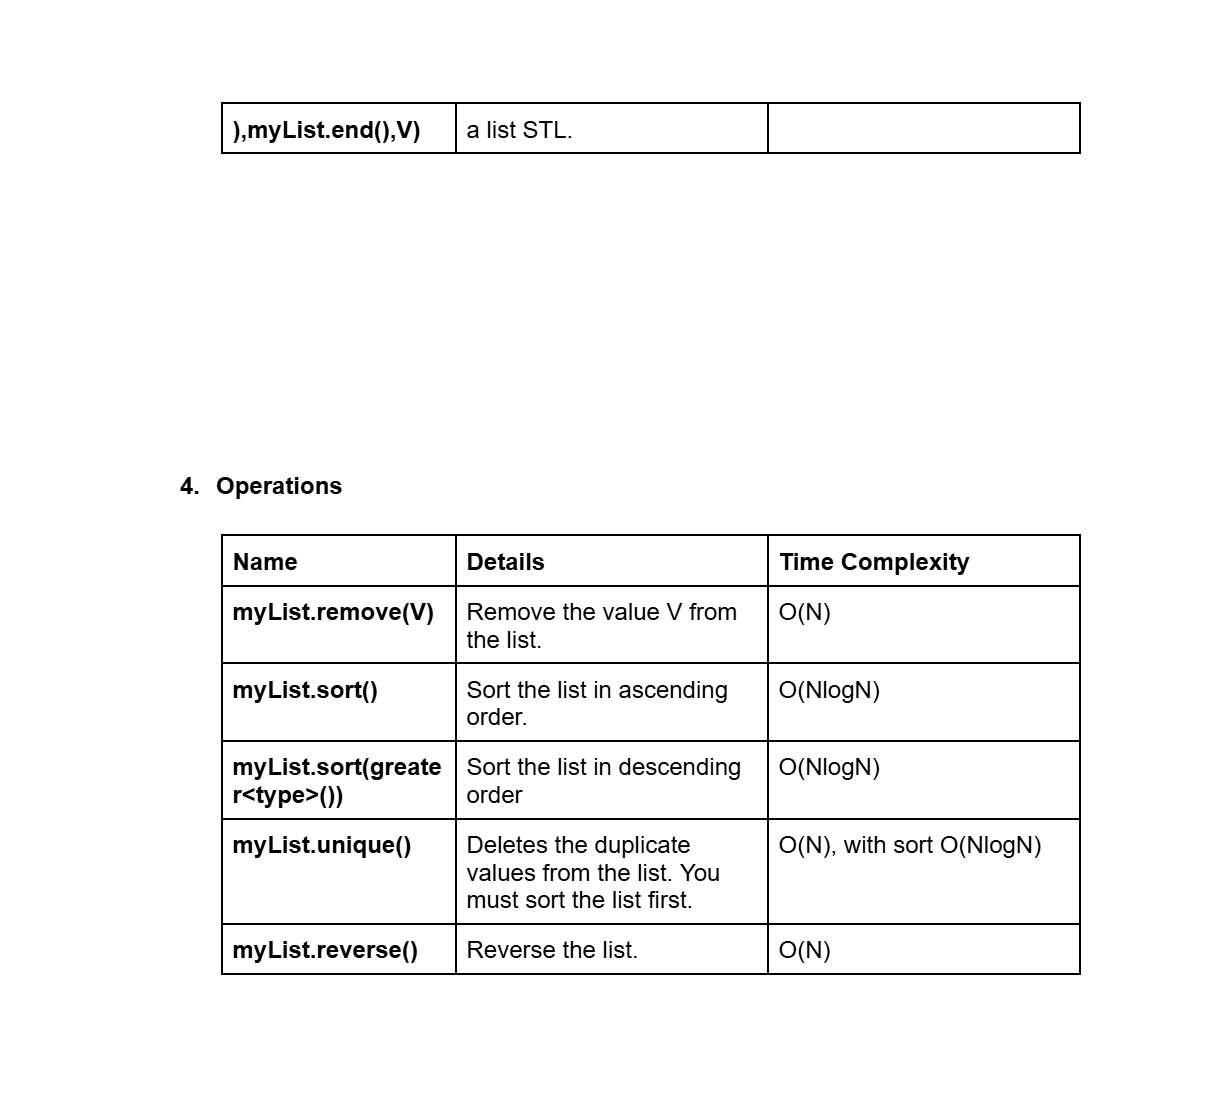 ),myList.end(),V)
a list STL.
4. Operations
Name
Details
Time Complexity
myList.remove(V)
Remove the value V from
the list.
O(N)
myList.sort()
Sort the list in ascending
order.
O(NlogN)
myList.sort(greate
r<type>())
Sort the list in descending
order
O(NlogN)
myList.unique()
Deletes the duplicate
values from the list. You
must sort the list first.
O(N), with sort O(NlogN)
myList.reverse()
Reverse the list.
O(N)